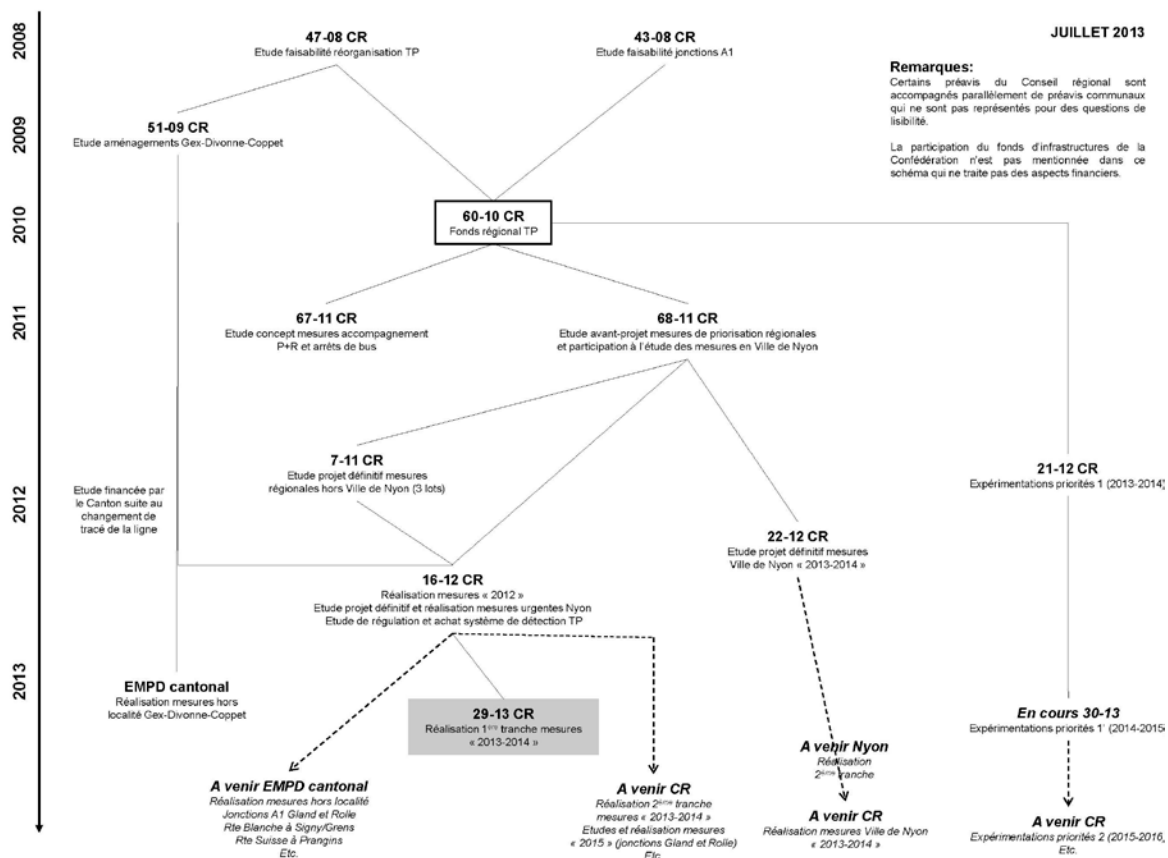 2008
47-08 CR
Etude faisabilité réorganisation TP
43-08 CR
Etude faisabilité jonctions A1
JUILLET 2013
Remarques:
Certains préavis du Conseil régional sont
accompagnés parallèlement de préavis communaux
qui ne sont pas représentés pour des questions de
lisibilité.
La participation du fonds d'infrastructures de la
Confédération n'est pas mentionnée dans ce
schéma qui ne traite pas des aspects financiers.
2009
51-09 CR
Etude aménagements Gex-Divonne-Coppet
2010
60-10 CR
Fonds régional TP
2011
67-11 CR
Etude concept mesures accompagnement
P+R et arrêts de bus
68-11 CR
Etude avant-projet mesures de priorisation régionales
et participation à l'étude des mesures en Ville de Nyon
2012
7-11 CR
Etude projet définitif mesures
régionales hors Ville de Nyon (3 lots)
21-12 CR
Expérimentations priorités 1 (2013-2014)
Etude financée par
le Canton suite au
changement de
tracé de la ligne
22-12 CR
Etude projet définitif mesures
Ville de Nyon « 2013-2014 »
16-12 CR
Réalisation mesures « 2012 »
Etude projet définitif et réalisation mesures urgentes Nyon
Etude de régulation et achat système de détection TP
2013
EMPD cantonal
Réalisation mesures hors
localité Gex-Divonne-Coppet
29-13 CR
Réalisation 1ère tranche mesures
« 2013-2014 »
En cours 30-13
Expérimentations priorités 1' (2014-2015
A venir Nyon
Réalisation
2ème tranche
A venir EMPD cantonal
Réalisation mesures hors localité
Jonctions A1 Gland et Rolle
Rte Blanche à Signy/Grens
Rte Suisse à Prangins
Etc.
A venir CR
Réalisation 2ème tranche
mesures « 2013-2014 »
Etudes et réalisation mesures
« 2015 » (jonctions Gland et Rolle)
Etc
A venir CR
Réalisation mesures Ville de Nyon
« 2013-2014 »
A venir CR
Expérimentations priorités 2 (2015-2016)
Etc.